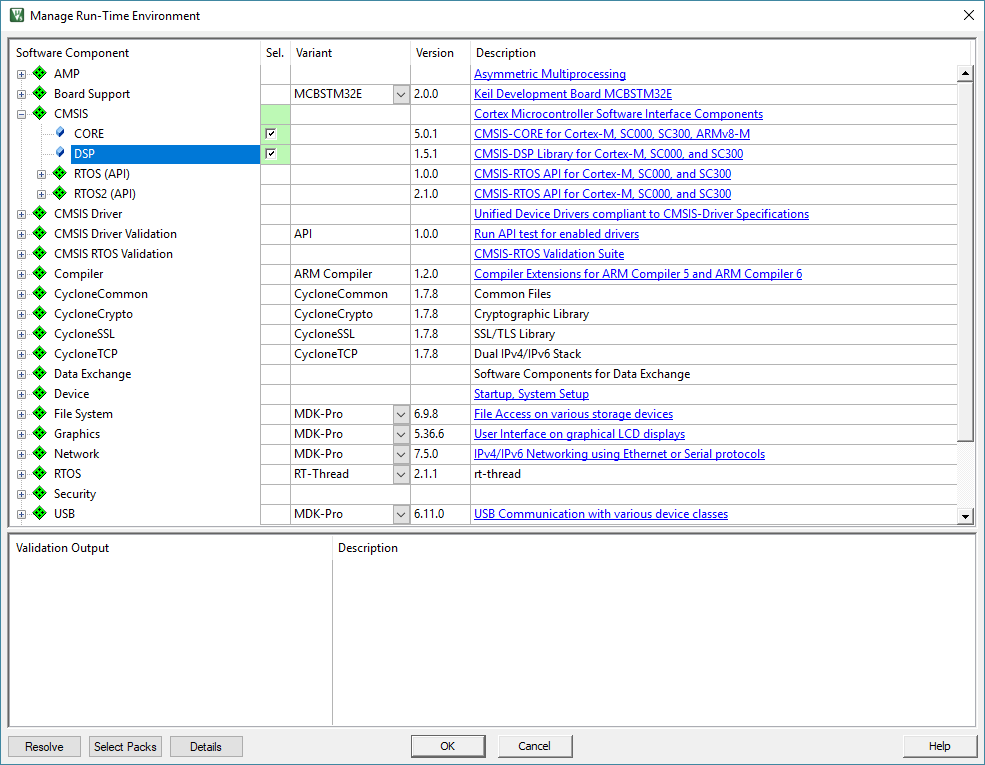 Manage Run-Time Environment
Software Component Sel. Variant Version Description
AMP Asymmetric Multiprocessing
Board Support MCBSTM32E 2.0.0 Keil Development Board MCBSTM32E
CMSIS Cortex Microcontroller Software Interface Components
CORE 5.0.1 CMSIS-CORE for Cortex-M, SC000, SC300, ARMv8-M
DSP 1.5.1 CMSIS-DSP Library for Cortex-M, SC000, and SC300
RTOS (API) 1.0.0 CMSIS-RTOS API for Cortex-M, SC000, and SC300
RTOS2 (API) 2.1.0 CMSIS-RTOS API for Cortex-M, SC000, and SC300
CMSIS Driver Unified Device Drivers compliant to CMSIS-Driver Specifications
CMSIS Driver Validation API 1.0.0 Run API test for enabled drivers
CMSIS RTOS Validation CMSIS-RTOS Validation Suite
Compiler ARM Compiler 1.2.0 Compiler Extensions for ARM Compiler 5 and ARM Compiler 6
CycloneCommon CycloneCommon 1.7.8 Common Files
CycloneCrypto CycloneCrypto 1.7.8 Cryptographic Library
CycloneSSL CycloneSSL 1.7.8 SSL/TLS Library
CycloneTCP CycloneTCP 1.7.8 Dual IPv4/IPv6 Stack
Data Exchange Software Components for Data Exchange
Device Startup, System Setup
File System MDK-Pro 6.9.8 File Access on various storage devices
Graphics MDK-Pro 5.36.6 User Interface on graphical LCD displays
Network MDK-Pro 7.5.0 IPv4/IPv6 Networking using Ethernet or Serial protocols
RTOS RT-Thread 2.1.1 rt-thread
Security
USB MDK-Pro 6.11.0 USB Communication with various device classes
Validation Output Description
Resolve Select Packs Details OK Cancel Help